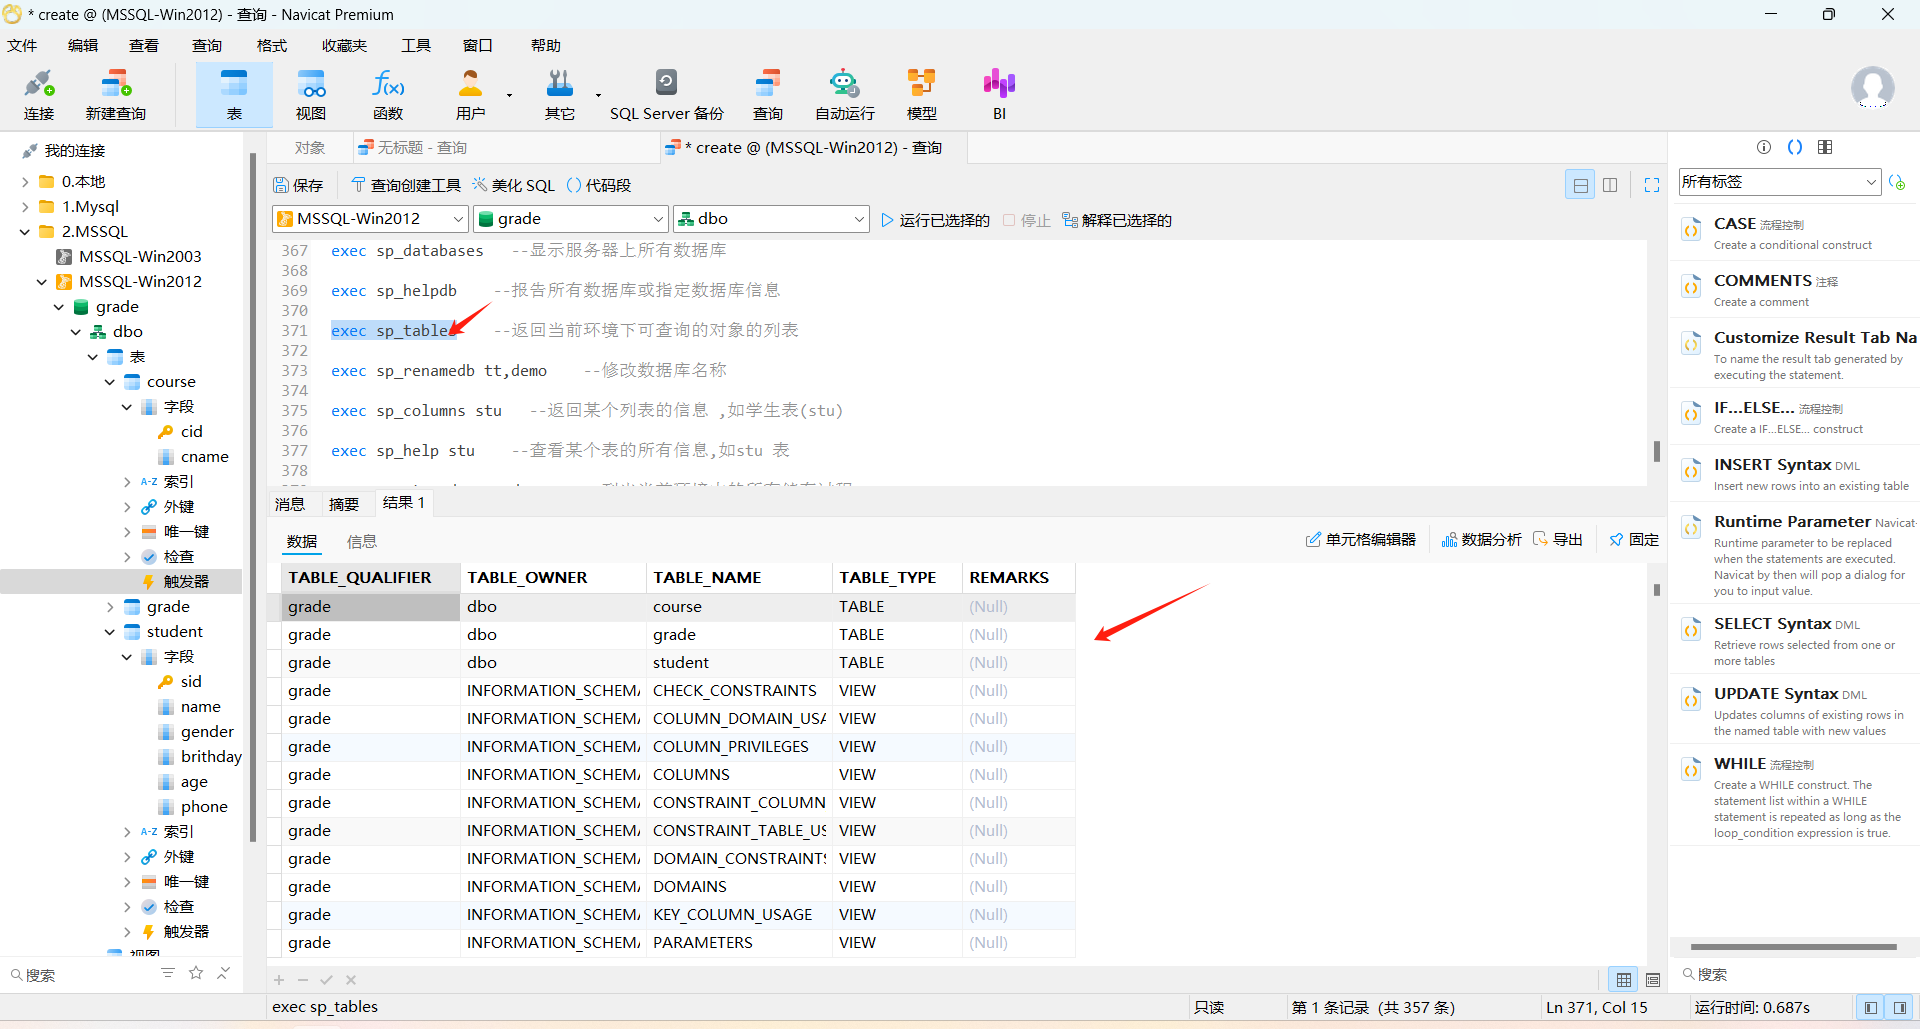 * create @ (MSSQL-Win2012) - 查询 - Navicat Premium
文件 编辑 查看 查询 格式 收藏夹 工具 窗口 帮助
连接 新建查询 表 视图 函数 用户 其它 SQL Server 备份 查询 自动运行 模型 BI
我的连接
0.本地
1.Mysql
2.MSSQL
MSSQL-Win2003
MSSQL-Win2012
grade
dbo
表
course
字段
cid
cname
索引
外键
唯一键
检查
触发器
grade
student
字段
sid
name
gender
brithday
age
phone
索引
外键
唯一键
检查
触发器
视图
搜索
对象 无标题 - 查询 * create @ (MSSQL-Win2012) - 查询
保存 查询创建工具 美化 SQL 代码段
MSSQL-Win2012 grade dbo 运行已选择的 停止 解释已选择的
367 exec sp_databases --显示服务器上所有数据库
368
369 exec sp_helpdb --报告所有数据库或指定数据库信息
370
371 exec sp_tables --返回当前环境下可查询的对象的列表
372
373 exec sp_renamedb tt,demo --修改数据库名称
374
375 exec sp_columns stu --返回某个列表的信息 ,如学生表(stu)
376
377 exec sp_help stu --查看某个表的所有信息,如stu 表
378
消息 摘要 结果 1
数据 信息 单元格编辑器 数据分析 导出 固定
TABLE_QUALIFIER TABLE_OWNER TABLE_NAME TABLE_TYPE REMARKS
grade dbo course TABLE (Null)
grade dbo grade TABLE (Null)
grade dbo student TABLE (Null)
grade INFORMATION_SCHEMA CHECK_CONSTRAINTS VIEW (Null)
grade INFORMATION_SCHEMA COLUMN_DOMAIN_USA VIEW (Null)
grade INFORMATION_SCHEMA COLUMN_PRIVILEGES VIEW (Null)
grade INFORMATION_SCHEMA COLUMNS VIEW (Null)
grade INFORMATION_SCHEMA CONSTRAINT_COLUMN VIEW (Null)
grade INFORMATION_SCHEMA CONSTRAINT_TABLE_US VIEW (Null)
grade INFORMATION_SCHEMA DOMAIN_CONSTRAINTS VIEW (Null)
grade INFORMATION_SCHEMA DOMAINS VIEW (Null)
grade INFORMATION_SCHEMA KEY_COLUMN_USAGE VIEW (Null)
grade INFORMATION_SCHEMA PARAMETERS VIEW (Null)
exec sp_tables 只读 第 1 条记录 (共 357 条) Ln 371, Col 15 运行时间: 0.687s
所有标签
CASE 流程控制
Create a conditional construct
COMMENTS 注释
Create a comment
Customize Result Tab Na
To name the result tab generated by
executing the statement.
IF...ELSE... 流程控制
Create a IF...ELSE... construct
INSERT Syntax DML
Insert new rows into an existing table
Runtime Parameter Navicat
Runtime parameter to be replaced
when the statements are executed.
Navicat by then will pop a dialog for
you to input value.
SELECT Syntax DML
Retrieve rows selected from one or
more tables
UPDATE Syntax DML
Updates columns of existing rows in
the named table with new values
WHILE 流程控制
Create a WHILE construct. The
statement list within a WHILE
statement is repeated as long as the
loop_condition expression is true.
搜索